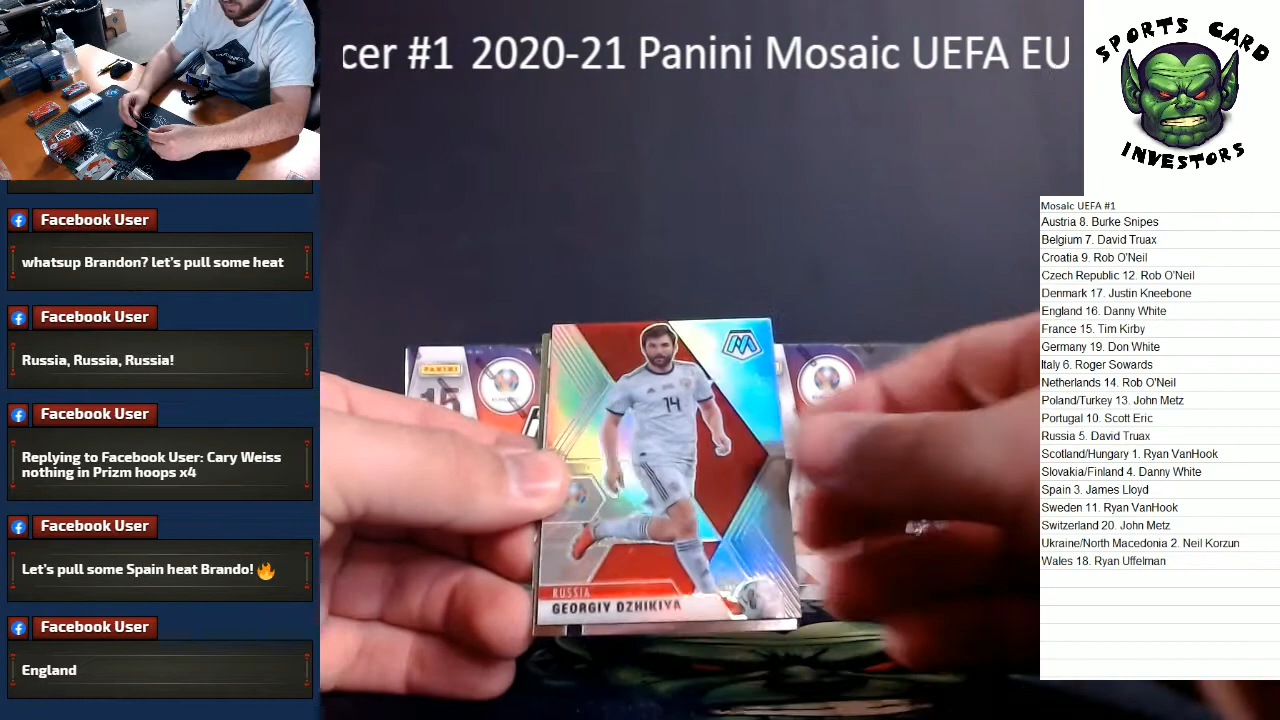 cer #1 2020-21 Panini Mosaic UEFA EU
SPORTS CARD
INVESTORS
Facebook User
whatsup Brandon? let's pull some heat
Facebook User
Russia, Russia, Russia!
Facebook User
Replying to Facebook User: Cary Weiss
nothing in Prizm hoops x4
Facebook User
Let's pull some Spain heat Brando! 🔥
Facebook User
England
PANINI
15
14
RUSSIA
GEORGIY DZHIKIYA
Mosaic UEFA #1
Austria 8. Burke Snipes
Belgium 7. David Truax
Croatia 9. Rob O'Neil
Czech Republic 12. Rob O'Neil
Denmark 17. Justin Kneebone
England 16. Danny White
France 15. Tim Kirby
Germany 19. Don White
Italy 6. Roger Sowards
Netherlands 14. Rob O'Neil
Poland/Turkey 13. John Metz
Portugal 10. Scott Eric
Russia 5. David Truax
Scotland/Hungary 1. Ryan VanHook
Slovakia/Finland 4. Danny White
Spain 3. James Lloyd
Sweden 11. Ryan VanHook
Switzerland 20. John Metz
Ukraine/North Macedonia 2. Neil Korzun
Wales 18. Ryan Uffelman